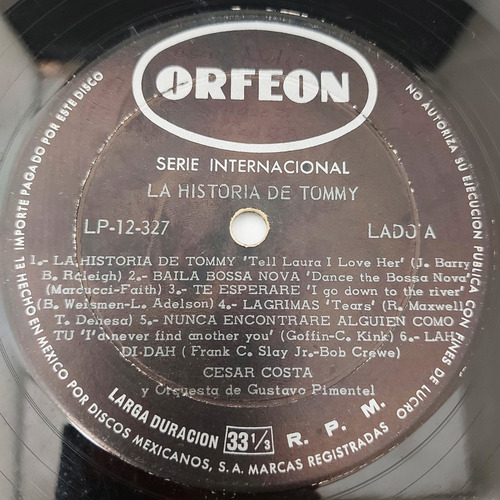 ORFEON
SERIE INTERNACIONAL
LA HISTORIA DE TOMMY
LP-12-327
LADO A
1.- LA HISTORIA DE TOMMY 'Tell Laura I Love Her' (J. Barry
B. Raleigh) 2.- BAILA BOSSA NOVA 'Dance the Bossa Nova'
(Marcucci-Faith) 3.- TE ESPERARE 'I go down to the river'
(B. Weismen-L. Adelson) 4.- LAGRIMAS 'Tears' (R. Maxwell
T. Denesa) 5.- NUNCA ENCONTRARE ALGUIEN COMO
TU 'I'd never find another you' (Goffin-C. Kink) 6.- LAH
DI-DAH ( Frank C. Slay Jr.-Bob Crewe)
CESAR COSTA
y Orquesta de Gustavo Pimentel
LARGA DURACION 33 1/3 R. P. M.
HECHO EN MEXICO POR DISCOS MEXICANOS, S.A. MARCAS REGISTRADAS
EL IMPORTE PAGADO POR ESTE DISCO
NO AUTORIZA SU EJECUCION PUBLICA CON FINES DE LUCRO